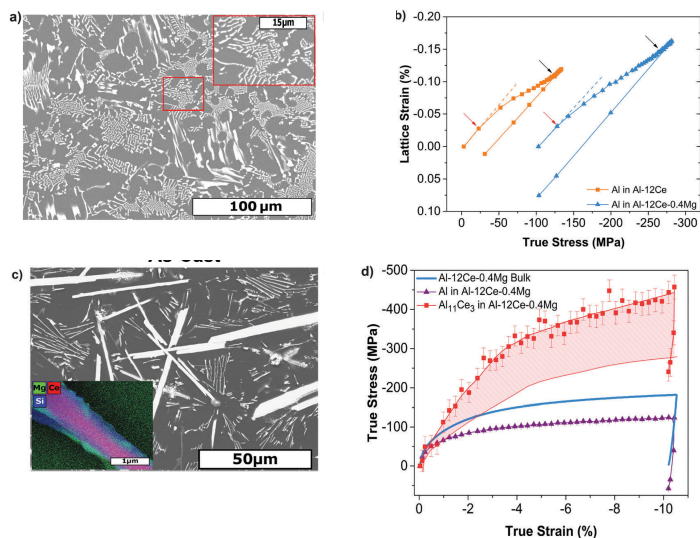 a)
15µm
100 µm
b)
Lattice Strain (%)
-0.20
-0.15
-0.10
-0.05
0.00
0.05
0.10
0 -50 -100 -150 -200 -250 -300
True Stress (MPa)
Al in Al-12Ce
Al in Al-12Ce-0.4Mg
c)
Mg Ce
Si
1µm
50µm
d)
True Stress (MPa)
-500
-400
-300
-200
-100
0
0 -2 -4 -6 -8 -10
True Strain (%)
Al-12Ce-0.4Mg Bulk
Al in Al-12Ce-0.4Mg
Al₁₁Ce₃ in Al-12Ce-0.4Mg